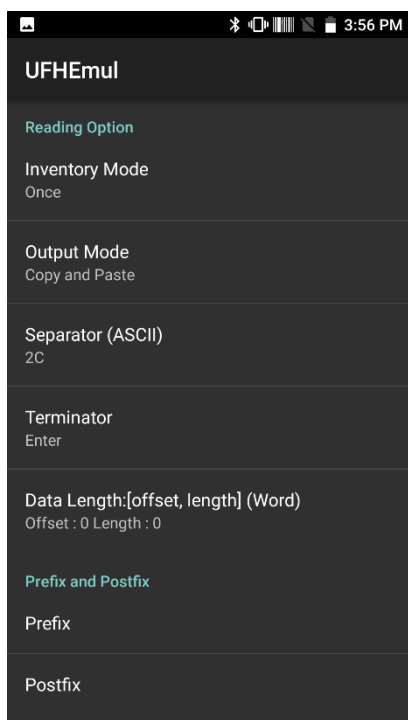 3:56 PM
UFHEmul
Reading Option
Inventory Mode
Once
Output Mode
Copy and Paste
Separator (ASCII)
2C
Terminator
Enter
Data Length:[offset, length] (Word)
Offset : 0 Length : 0
Prefix and Postfix
Prefix
Postfix